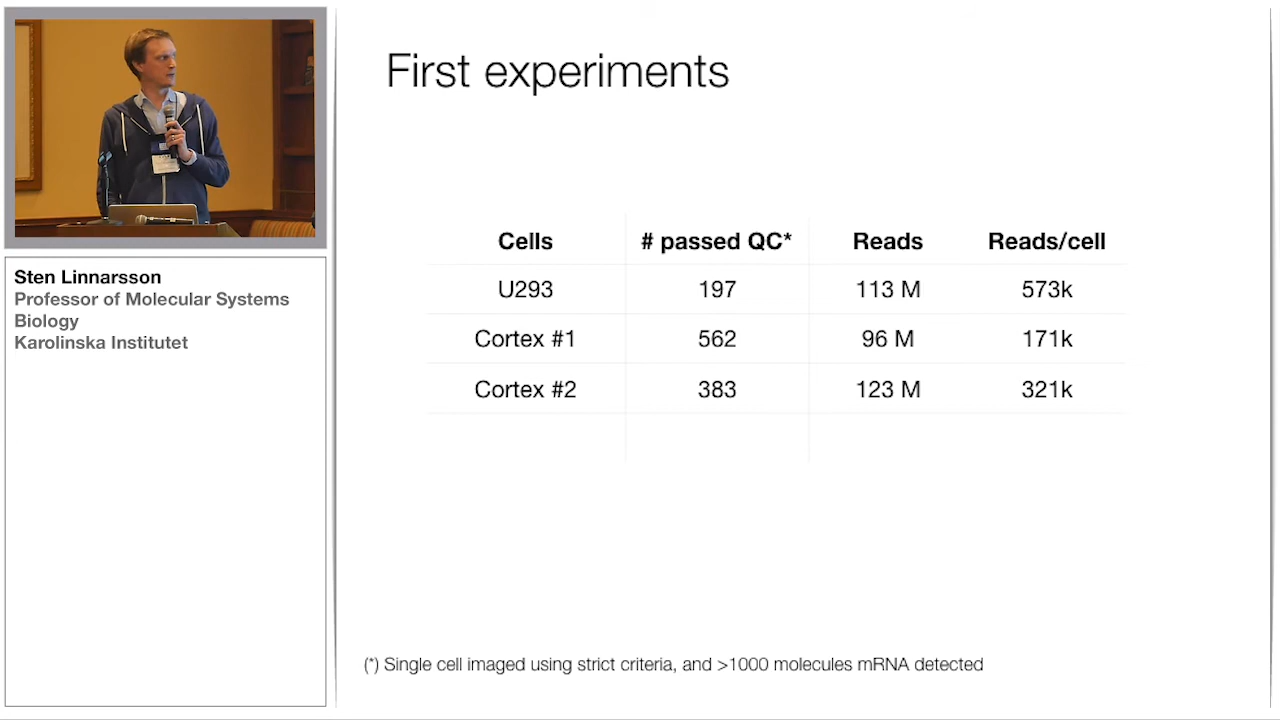 First experiments
Sten Linnarsson
Professor of Molecular Systems
Biology
Karolinska Institutet
Cells # passed QC* Reads Reads/cell
U293 197 113 M 573k
Cortex #1 562 96 M 171k
Cortex #2 383 123 M 321k
(*) Single cell imaged using strict criteria, and >1000 molecules mRNA detected